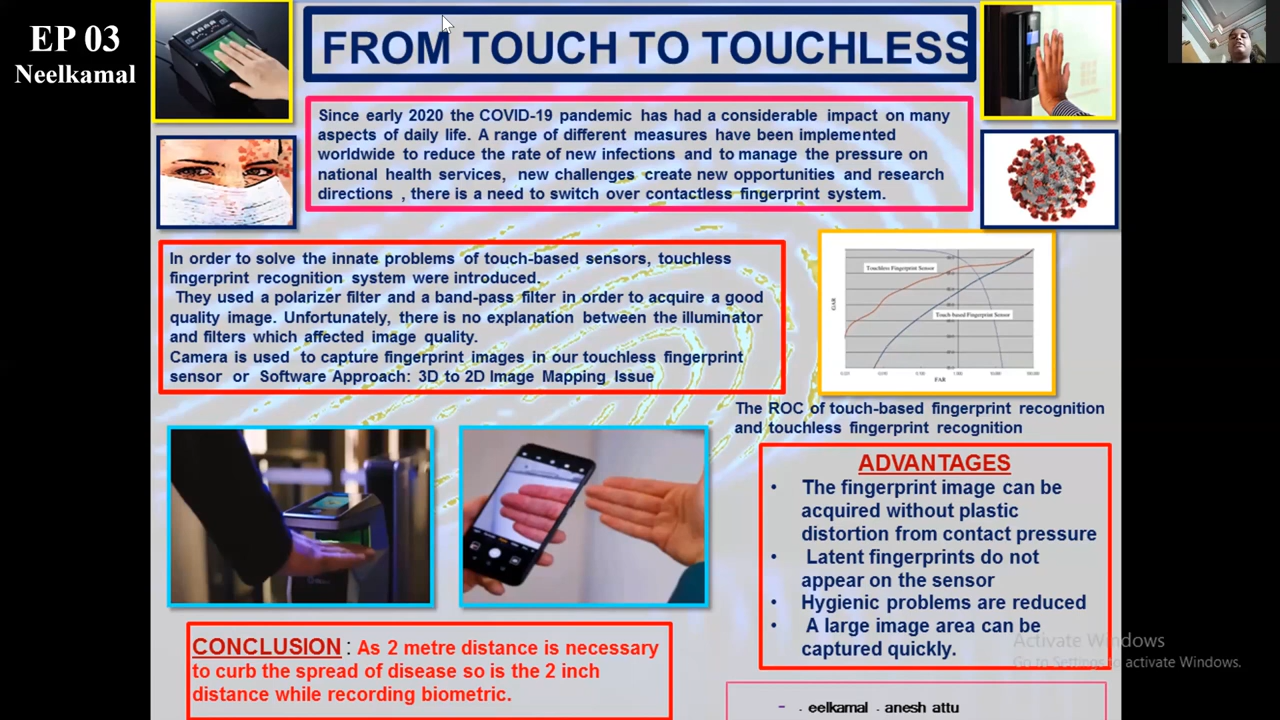 EP 03
Neelkamal
FROM TOUCH TO TOUCHLESS
Since early 2020 the COVID-19 pandemic has had a considerable impact on many
aspects of daily life. A range of different measures have been implemented
worldwide to reduce the rate of new infections and to manage the pressure on
national health services, new challenges create new opportunities and research
directions , there is a need to switch over contactless fingerprint system.
In order to solve the innate problems of touch-based sensors, touchless
fingerprint recognition system were introduced.
They used a polarizer filter and a band-pass filter in order to acquire a good
quality image. Unfortunately, there is no explanation between the illuminator
and filters which affected image quality.
Camera is used to capture fingerprint images in our touchless fingerprint
sensor or Software Approach: 3D to 2D Image Mapping Issue
Touchless Fingerprint Sensor
Touch-based Fingerprint Sensor
GAR
FAR
The ROC of touch-based fingerprint recognition
and touchless fingerprint recognition
ADVANTAGES
• The fingerprint image can be
acquired without plastic
distortion from contact pressure
• Latent fingerprints do not
appear on the sensor
• Hygienic problems are reduced
• A large image area can be
captured quickly.
CONCLUSION : As 2 metre distance is necessary
to curb the spread of disease so is the 2 inch
distance while recording biometric.
Activate Windows
Go to Settings to activate Windows.
- . eelkamal . anesh attu